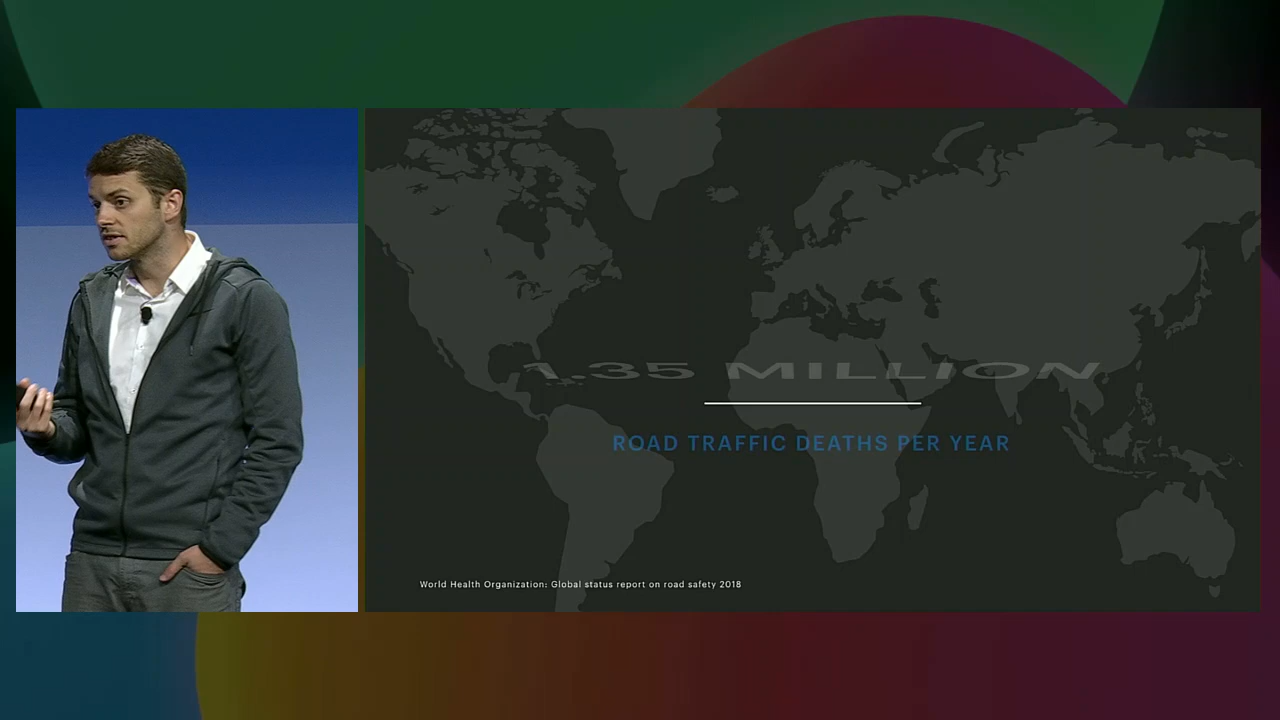 1.35 MILLION
ROAD TRAFFIC DEATHS PER YEAR
World Health Organization: Global status report on road safety 2018